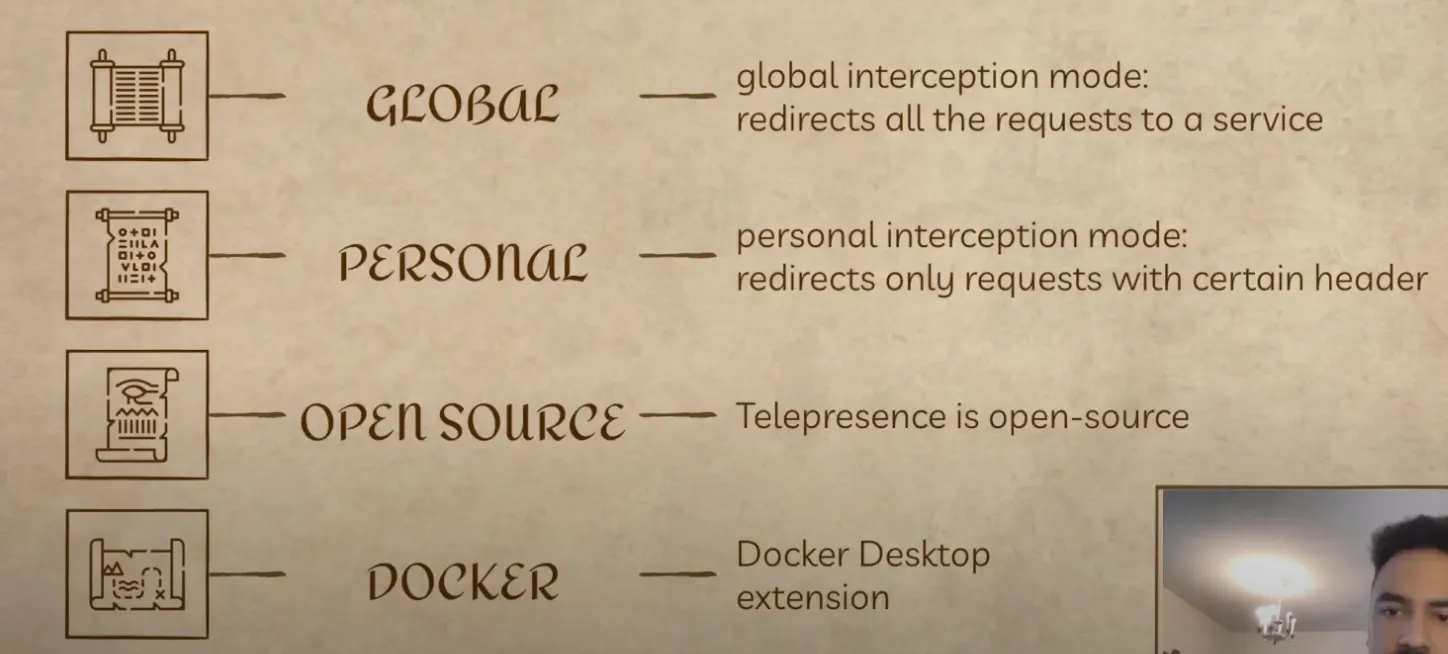 GLOBAL
global interception mode:
redirects all the requests to a service
PERSONAL
personal interception mode:
redirects only requests with certain header
OPEN SOURCE
Telepresence is open-source
DOCKER
Docker Desktop
extension